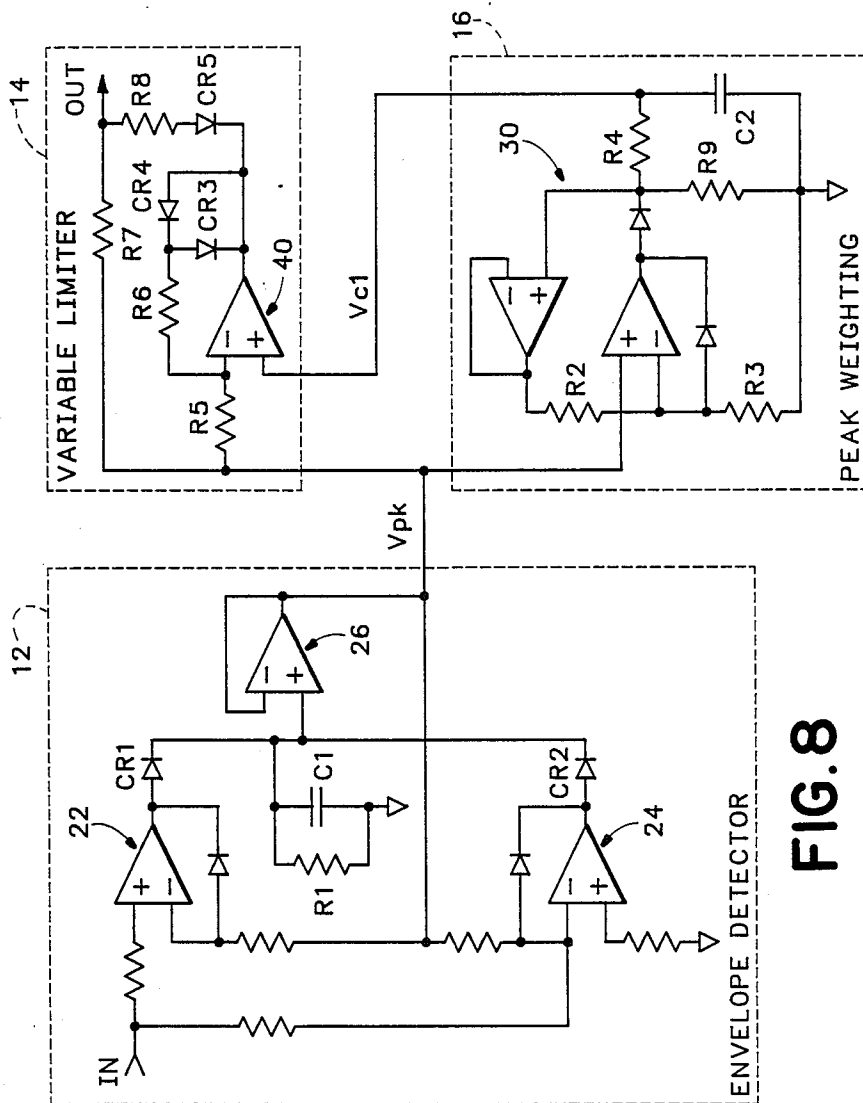 12
IN
22
+
−
CR1
R1
C1
−
+
26
CR2
24
−
+
ENVELOPE DETECTOR
Vpk
14
VARIABLE LIMITER
OUT
R7
R8
CR5
CR4
CR3
R6
R5
−
+
40
Vc1
16
30
−
+
R4
C2
R9
R2
+
−
R3
PEAK WEIGHTING
FIG. 8